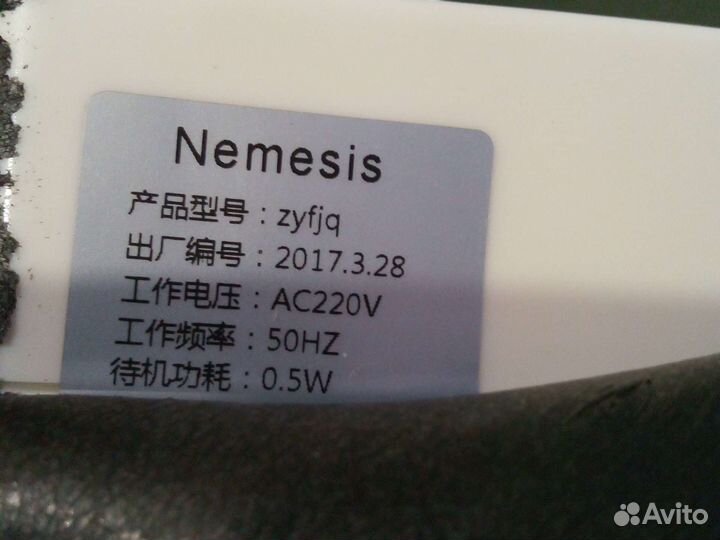 Nemesis
产品型号：zyfjq
出厂编号：2017.3.28
工作电压：AC220V
工作频率：50HZ
待机功耗：0.5W
Avito